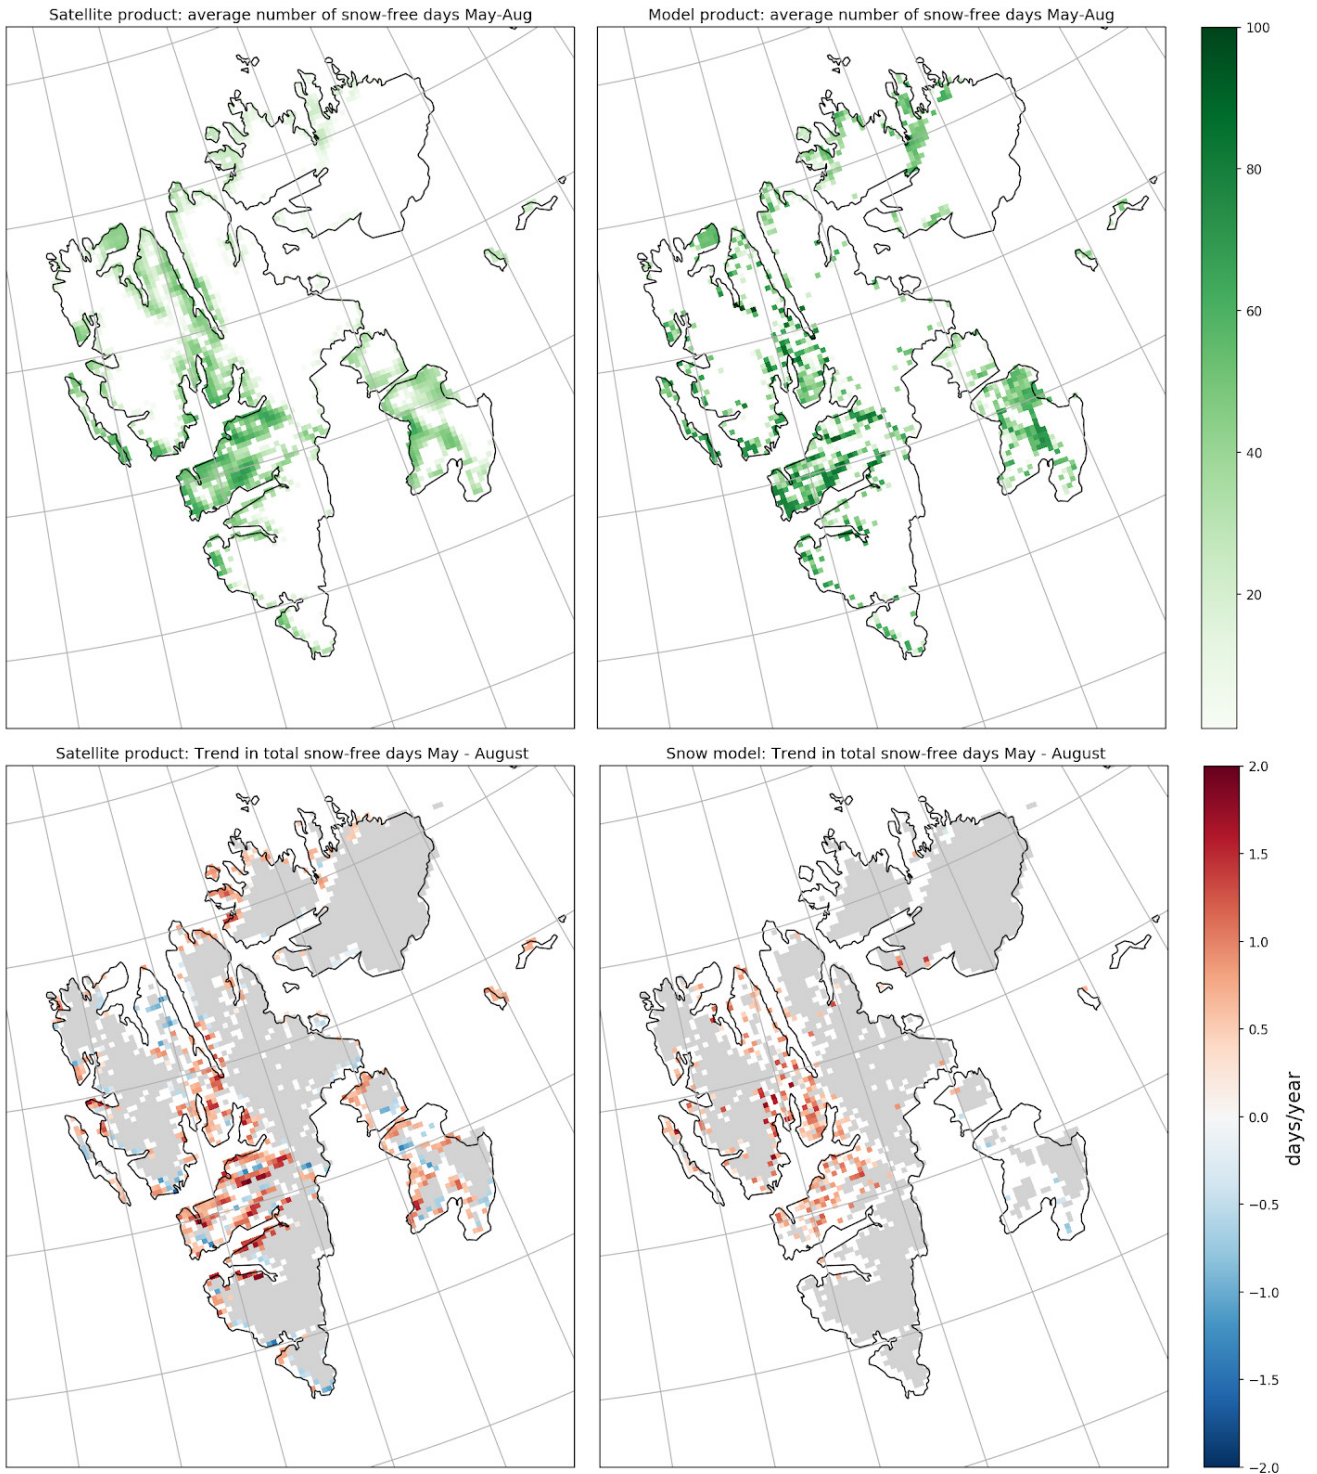 Satellite product: average number of snow-free days May-Aug
Model product: average number of snow-free days May-Aug
100
80
60
40
20
Satellite product: Trend in total snow-free days May - August
Snow model: Trend in total snow-free days May - August
2.0
1.5
1.0
0.5
0.0
−0.5
−1.0
−1.5
−2.0
days/year